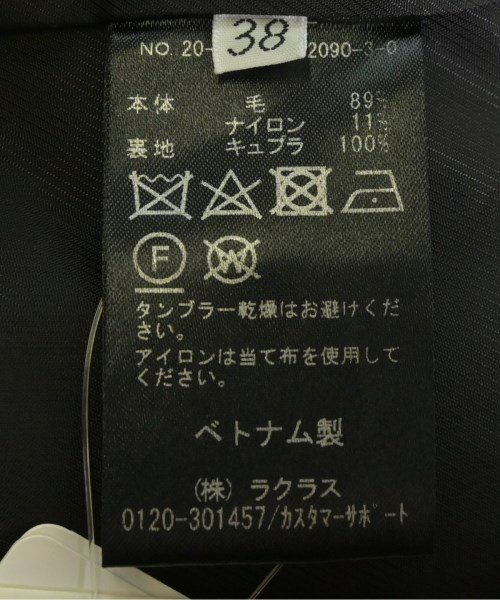 38
NO. 20- 2090-3-0
本体 毛 89%
ナイロン 11%
裏地 キュプラ 100%
F W
タンブラー乾燥はお避けくだ
さい。
アイロンは当て布を使用して
ください。
ベトナム製
(株) ラクラス
0120-301457/カスタマーサポート